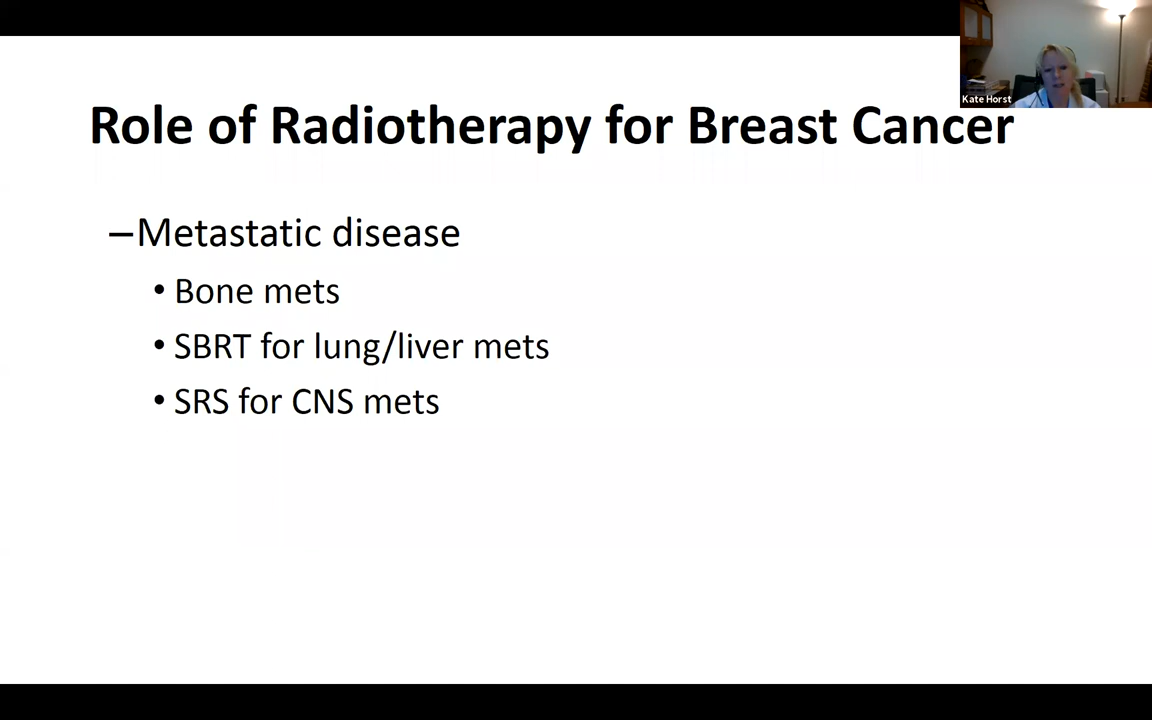 Kate Horst
Role of Radiotherapy for Breast Cancer
–Metastatic disease
• Bone mets
• SBRT for lung/liver mets
• SRS for CNS mets